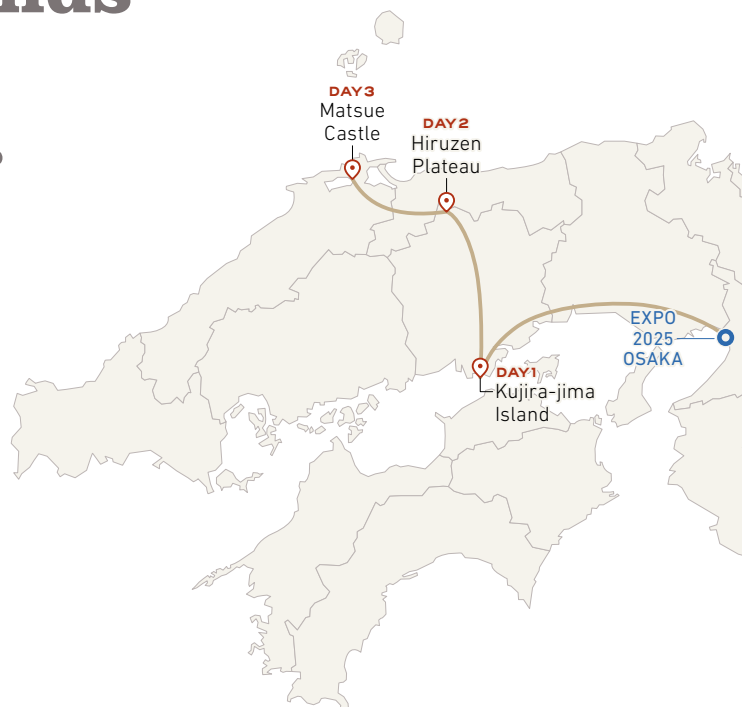 DAY3
Matsue
Castle
DAY2
Hiruzen
Plateau
EXPO
2025
OSAKA
DAY1
Kujira-jima
Island